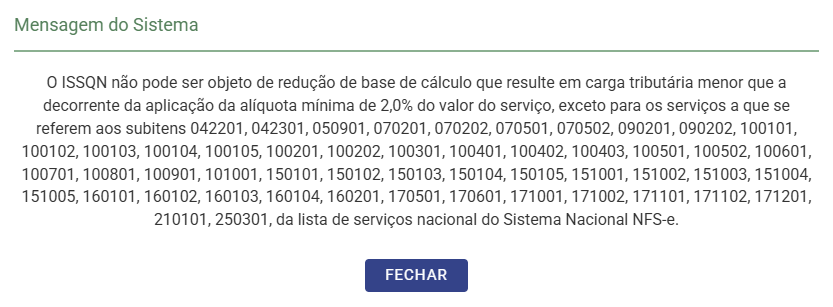 Mensagem do Sistema
O ISSQN não pode ser objeto de redução de base de cálculo que resulte em carga tributária menor que a
decorrente da aplicação da alíquota mínima de 2,0% do valor do serviço, exceto para os serviços a que se
referem aos subitens 042201, 042301, 050901, 070201, 070202, 070501, 070502, 090201, 090202, 100101,
100102, 100103, 100104, 100105, 100201, 100202, 100301, 100401, 100402, 100403, 100501, 100502, 100601,
100701, 100801, 100901, 101001, 150101, 150102, 150103, 150104, 150105, 151001, 151002, 151003, 151004,
151005, 160101, 160102, 160103, 160104, 160201, 170501, 170601, 171001, 171002, 171101, 171102, 171201,
210101, 250301, da lista de serviços nacional do Sistema Nacional NFS-e.
FECHAR